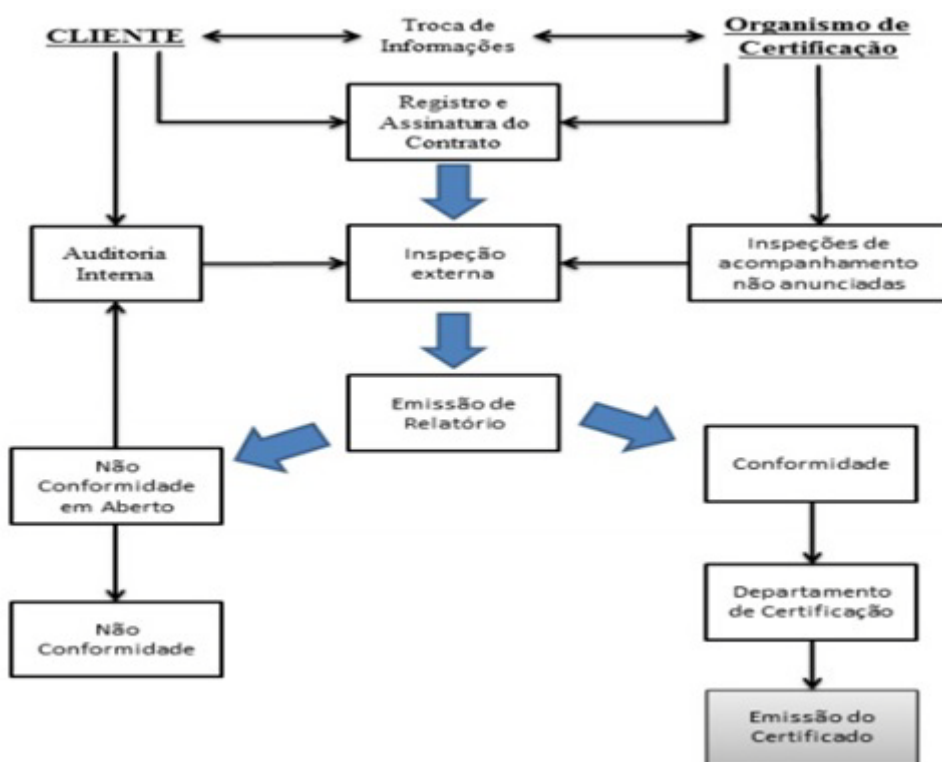 CLIENTE
Troca de
Informações
Organismo de
Certificação
Registro e
Assinatura do
Contrato
Auditoria
Interna
Inspeção
externa
Inspeções de
acompanhamento
não anunciadas
Emissão de
Relatório
Não
Conformidade
em Aberto
Conformidade
Não
Conformidade
Departamento
de Certificação
Emissão do
Certificado